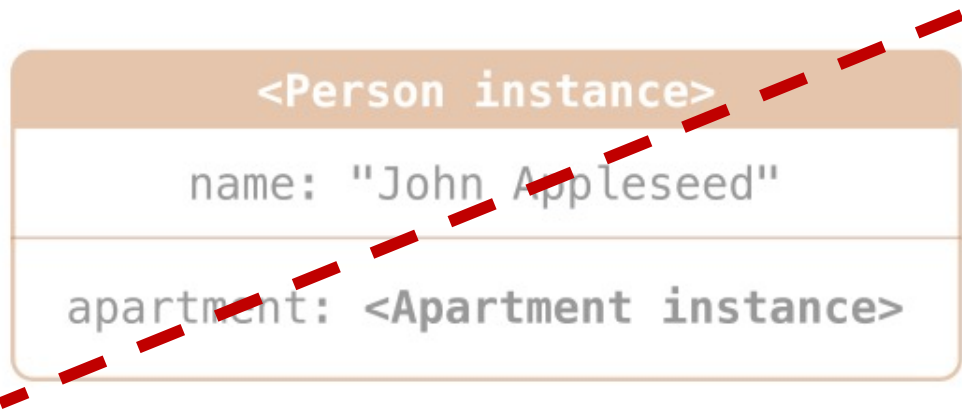 <Person instance>
name: "John Appleseed"
apartment: <Apartment instance>